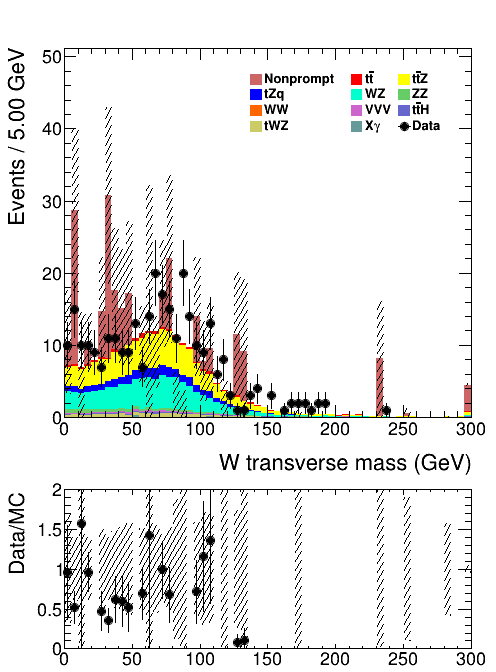 Events / 5.00 GeV
50
40
30
20
10
0
Nonprompt tt̄ tt̄Z
tZq WZ ZZ
WW VVV tt̄H
tWZ Xγ Data
0 50 100 150 200 250 300
W transverse mass (GeV)
Data/MC
2
1.5
1
0.5
0
0 50 100 150 200 250 300